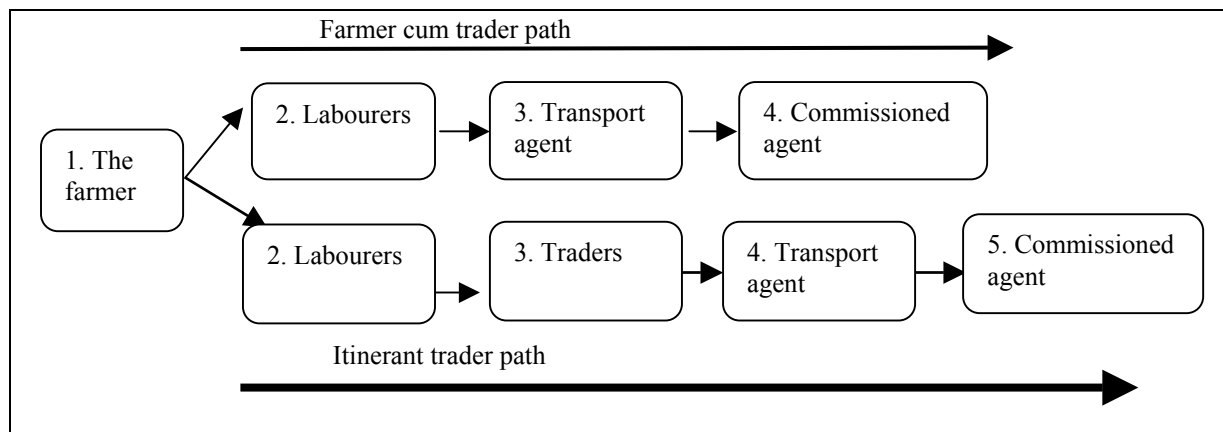 Farmer cum trader path
1. The
farmer
2. Labourers
3. Transport
agent
4. Commissioned
agent
2. Labourers
3. Traders
4. Transport
agent
5. Commissioned
agent
Itinerant trader path